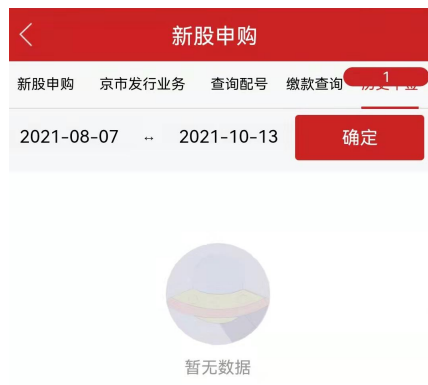 新股申购
新股申购 京市发行业务 查询配号 缴款查询 1
2021-08-07 ↔ 2021-10-13 确定
暂无数据